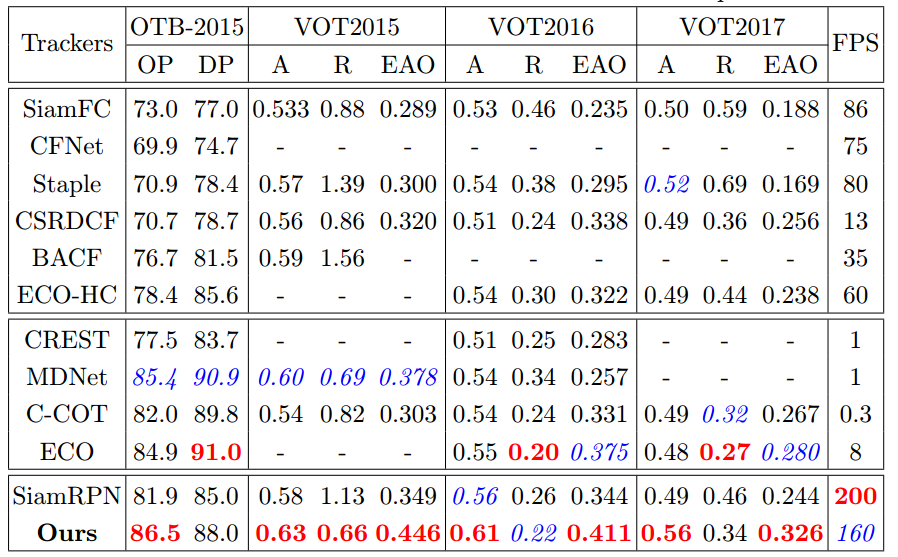 Trackers OTB-2015 VOT2015 VOT2016 VOT2017 FPS
OP DP A R EAO A R EAO A R EAO
SiamFC 73.0 77.0 0.533 0.88 0.289 0.53 0.46 0.235 0.50 0.59 0.188 86
CFNet 69.9 74.7 - - - - - - - - - 75
Staple 70.9 78.4 0.57 1.39 0.300 0.54 0.38 0.295 0.52 0.69 0.169 80
CSRDCF 70.7 78.7 0.56 0.86 0.320 0.51 0.24 0.338 0.49 0.36 0.256 13
BACF 76.7 81.5 0.59 1.56 - - - - - - - 35
ECO-HC 78.4 85.6 - - - 0.54 0.30 0.322 0.49 0.44 0.238 60
CREST 77.5 83.7 - - - 0.51 0.25 0.283 - - - 1
MDNet 85.4 90.9 0.60 0.69 0.378 0.54 0.34 0.257 - - - 1
C-COT 82.0 89.8 0.54 0.82 0.303 0.54 0.24 0.331 0.49 0.32 0.267 0.3
ECO 84.9 91.0 - - - 0.55 0.20 0.375 0.48 0.27 0.280 8
SiamRPN 81.9 85.0 0.58 1.13 0.349 0.56 0.26 0.344 0.49 0.46 0.244 200
Ours 86.5 88.0 0.63 0.66 0.446 0.61 0.22 0.411 0.56 0.34 0.326 160